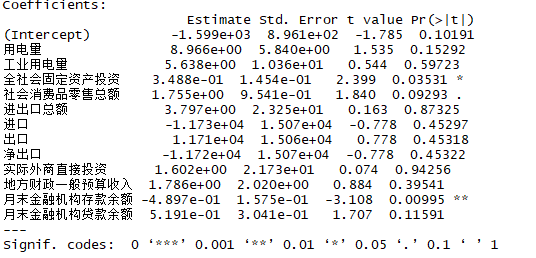 Coefficients:
Estimate Std. Error t value Pr(>|t|)
(Intercept) -1.599e+03 8.961e+02 -1.785 0.10191
用电量 8.966e+00 5.840e+00 1.535 0.15292
工业用电量 5.638e+00 1.036e+01 0.544 0.59723
全社会固定资产投资 3.488e-01 1.454e-01 2.399 0.03531 *
社会消费品零售总额 1.755e+00 9.541e-01 1.840 0.09293 .
进出口总额 3.797e+00 2.325e+01 0.163 0.87325
进口 -1.173e+04 1.507e+04 -0.778 0.45297
出口 1.171e+04 1.506e+04 0.778 0.45318
净出口 -1.172e+04 1.507e+04 -0.778 0.45322
实际外商直接投资 1.602e+00 2.173e+01 0.074 0.94256
地方财政一般预算收入 1.786e+00 2.020e+00 0.884 0.39541
月末金融机构存款余额 -4.897e-01 1.575e-01 -3.108 0.00995 **
月末金融机构贷款余额 5.191e-01 3.041e-01 1.707 0.11591
---
Signif. codes: 0 ‘***’ 0.001 ‘**’ 0.01 ‘*’ 0.05 ‘.’ 0.1 ‘ ’ 1